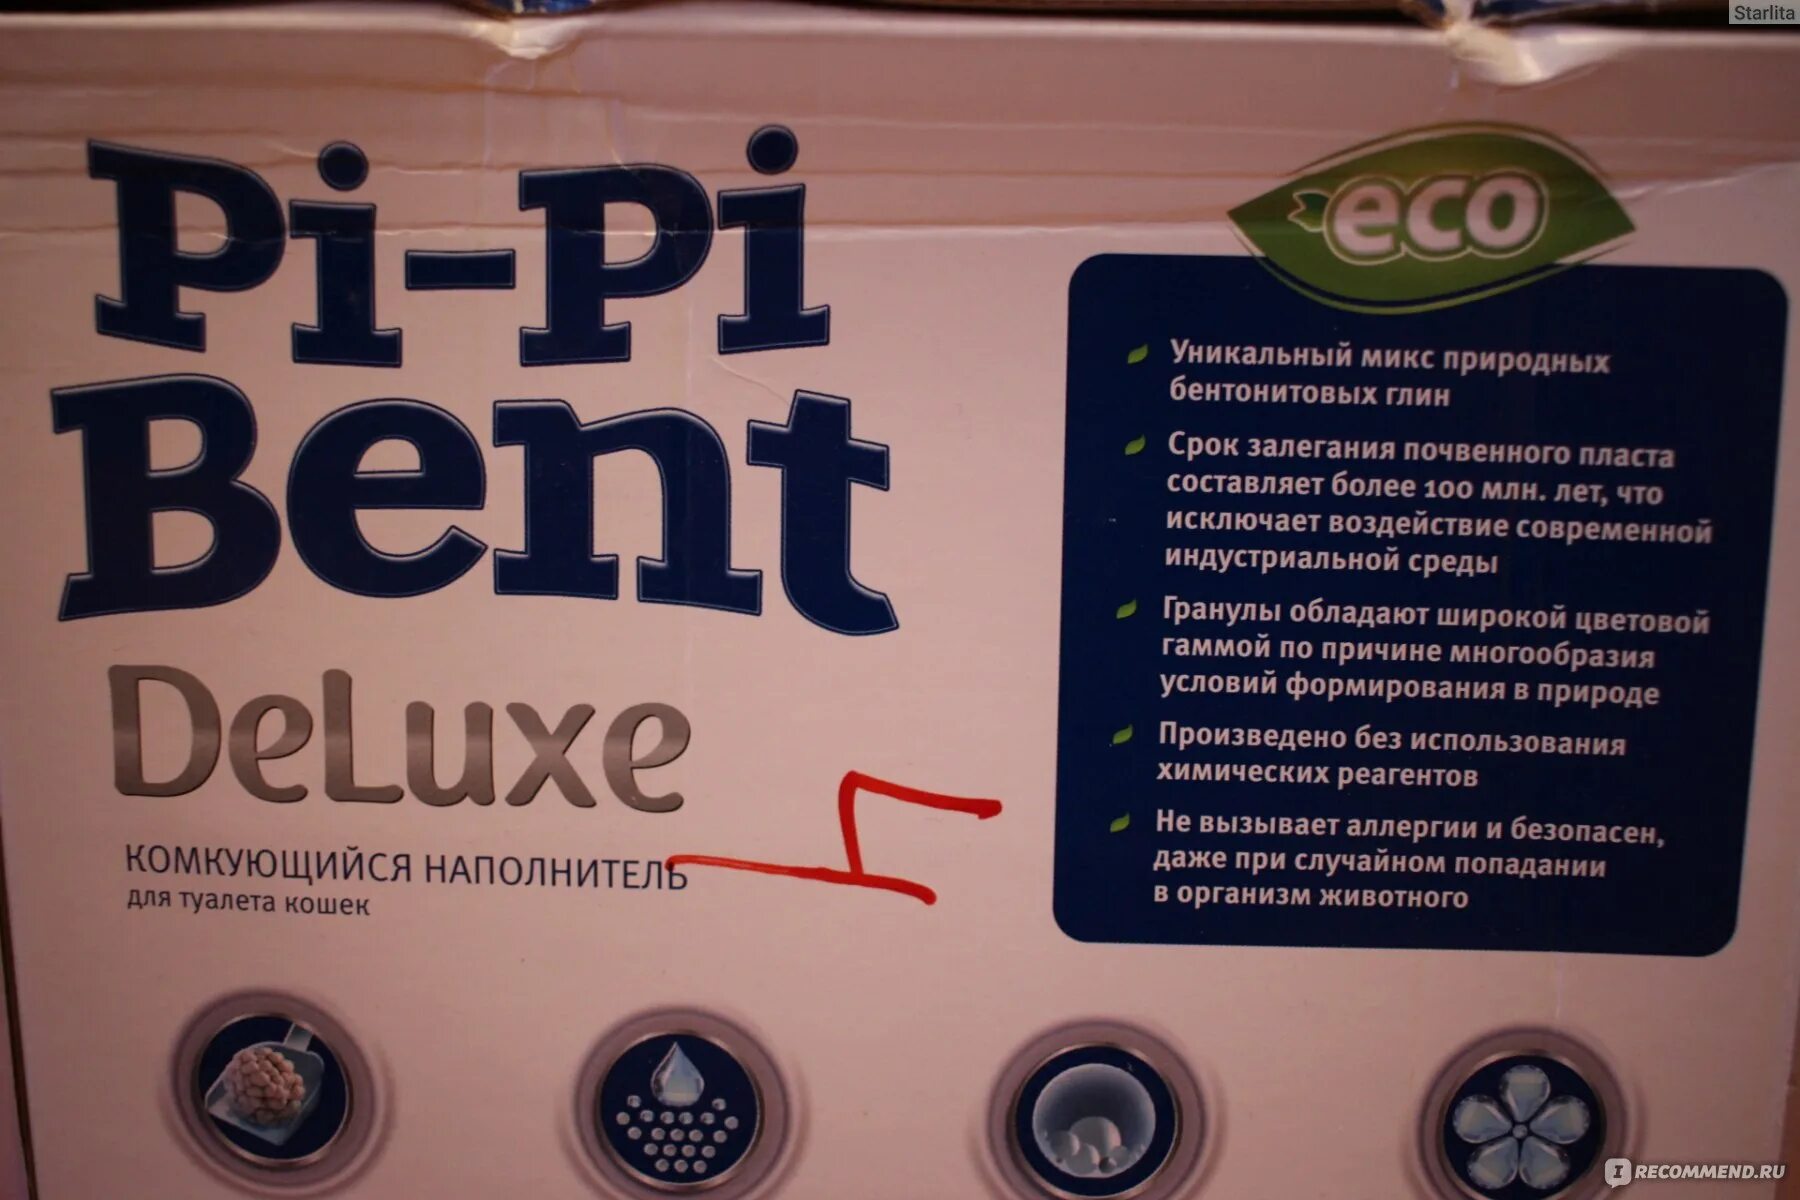 Starlita
Pi-Pi
Bent
DeLuxe
КОМКУЮЩИЙСЯ НАПОЛНИТЕЛЬ
для туалета кошек
eco
Уникальный микс природных
бентонитовых глин
Срок залегания почвенного пласта
составляет более 100 млн. лет, что
исключает воздействие современной
индустриальной среды
Гранулы обладают широкой цветовой
гаммой по причине многообразия
условий формирования в природе
Произведено без использования
химических реагентов
Не вызывает аллергии и безопасен,
даже при случайном попадании
в организм животного
I RECOMMEND.RU